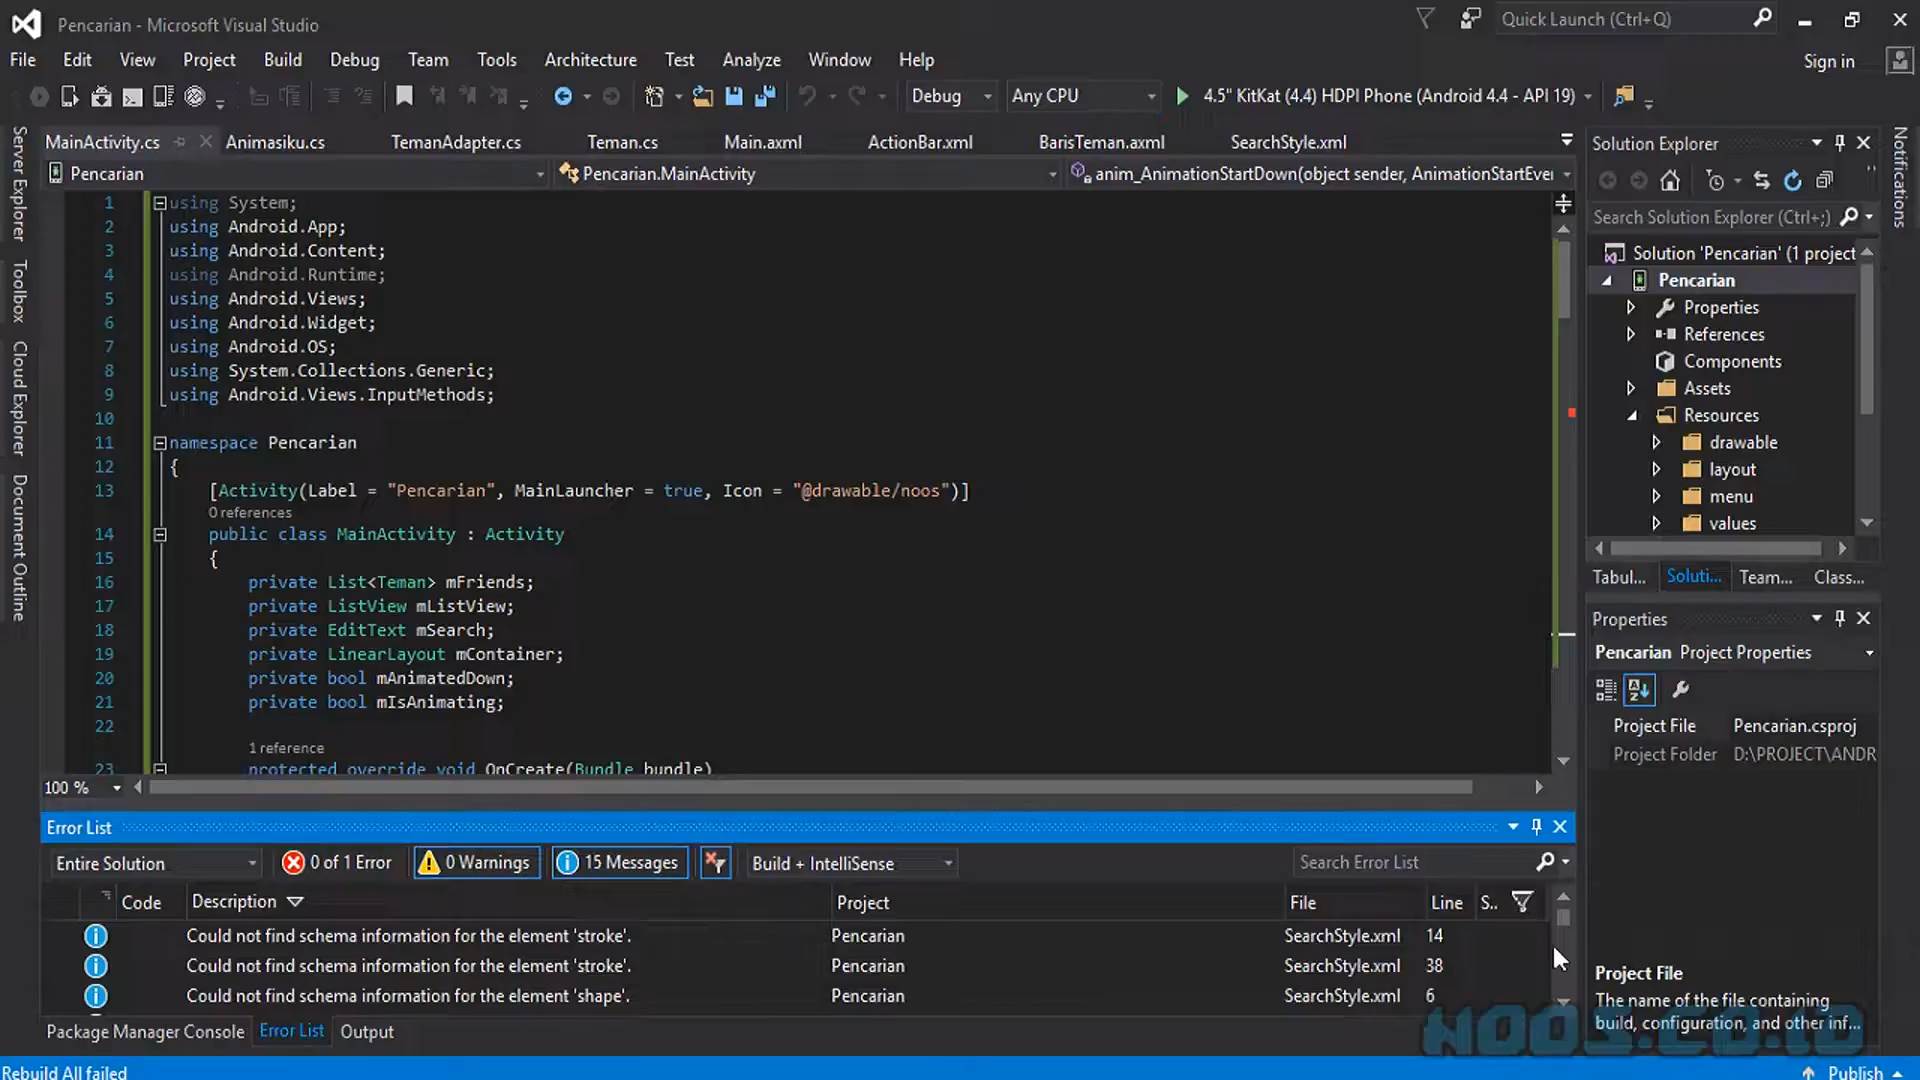 Pencarian - Microsoft Visual Studio
Quick Launch (Ctrl+Q)
File Edit View Project Build Debug Team Tools Architecture Test Analyze Window Help
Sign in
Debug Any CPU 4.5" KitKat (4.4) HDPI Phone (Android 4.4 - API 19)
MainActivity.cs Animasiku.cs TemanAdapter.cs Teman.cs Main.axml ActionBar.xml BarisTeman.axml SearchStyle.xml
Pencarian Pencarian.MainActivity anim_AnimationStartDown(object sender, AnimationStartEve
Server Explorer
Toolbox
Cloud Explorer
Document Outline
1 using System;
2 using Android.App;
3 using Android.Content;
4 using Android.Runtime;
5 using Android.Views;
6 using Android.Widget;
7 using Android.OS;
8 using System.Collections.Generic;
9 using Android.Views.InputMethods;
10
11 namespace Pencarian
12 {
13 [Activity(Label = "Pencarian", MainLauncher = true, Icon = "@drawable/noos")]
0 references
14 public class MainActivity : Activity
15 {
16 private List<Teman> mFriends;
17 private ListView mListView;
18 private EditText mSearch;
19 private LinearLayout mContainer;
20 private bool mAnimatedDown;
21 private bool mIsAnimating;
22
1 reference
23 protected override void OnCreate(Bundle bundle)
100 %
Solution Explorer
Search Solution Explorer (Ctrl+;)
Solution 'Pencarian' (1 project
Pencarian
Properties
References
Components
Assets
Resources
drawable
layout
menu
values
Tabul... Soluti... Team... Class...
Notifications
Properties
Pencarian Project Properties
Project File Pencarian.csproj
Project Folder D:\PROJECT\ANDR
Project File
The name of the file containing
build, configuration, and other inf...
Error List
Entire Solution 0 of 1 Error 0 Warnings 15 Messages Build + IntelliSense Search Error List
Code Description Project File Line S..
Could not find schema information for the element 'stroke'. Pencarian SearchStyle.xml 14
Could not find schema information for the element 'stroke'. Pencarian SearchStyle.xml 38
Could not find schema information for the element 'shape'. Pencarian SearchStyle.xml 6
Package Manager Console Error List Output
NOOS.CO.ID
Rebuild All failed
Publish